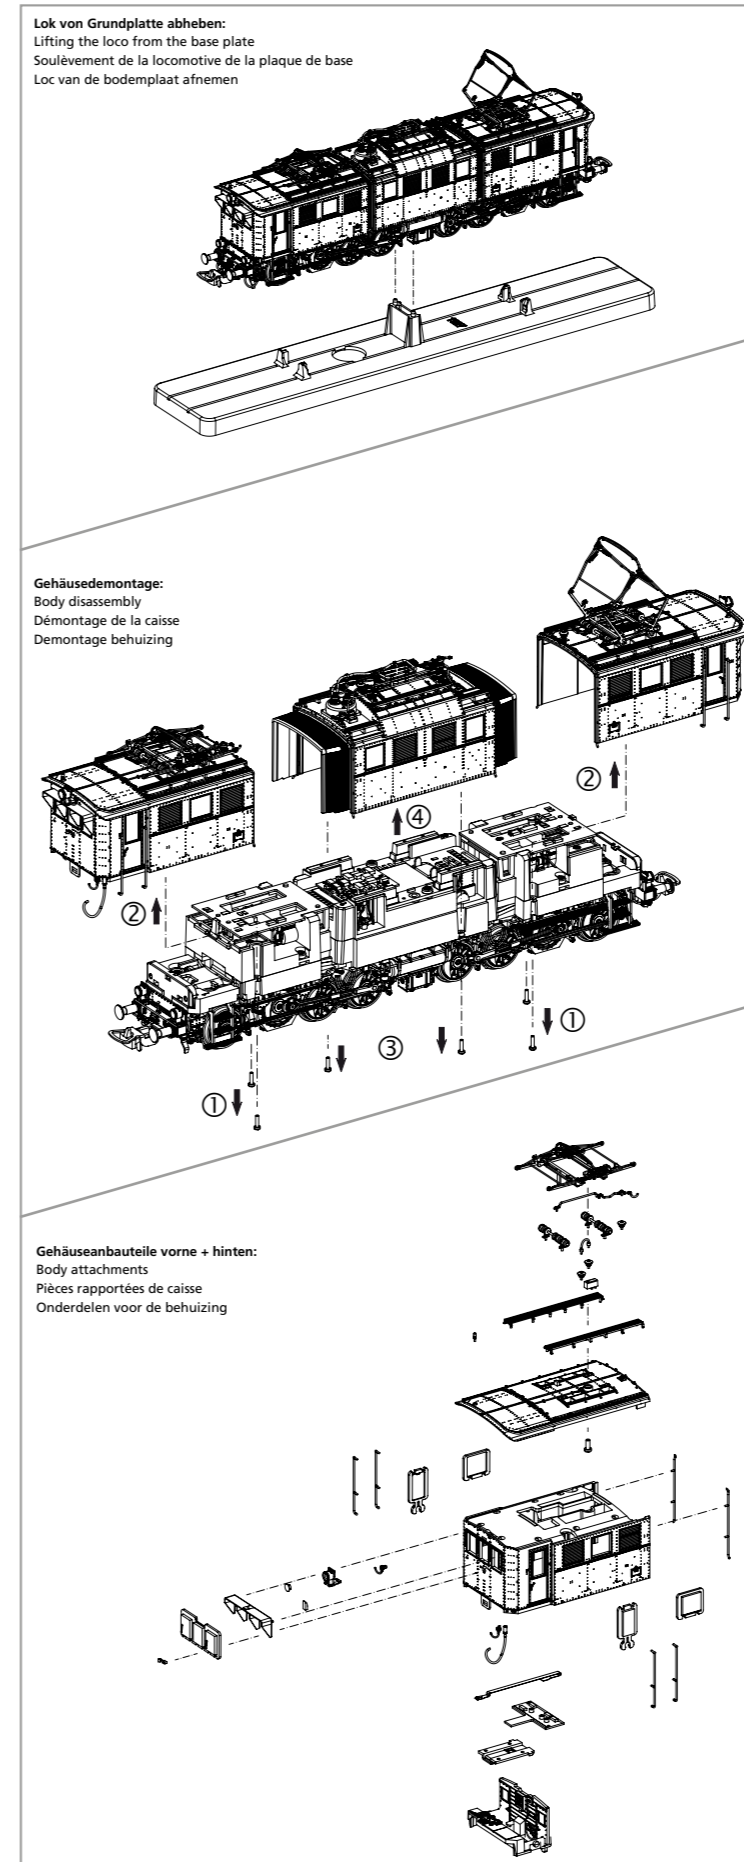 Lok von Grundplatte abheben:
Lifting the loco from the base plate
Soulèvement de la locomotive de la plaque de base
Loc van de bodemplaat afnemen
Gehäusedemontage:
Body disassembly
Démontage de la caisse
Demontage behuizing
②
④
②
①
③
①
Gehäuseanbauteile vorne + hinten:
Body attachments
Pièces rapportées de caisse
Onderdelen voor de behuizing